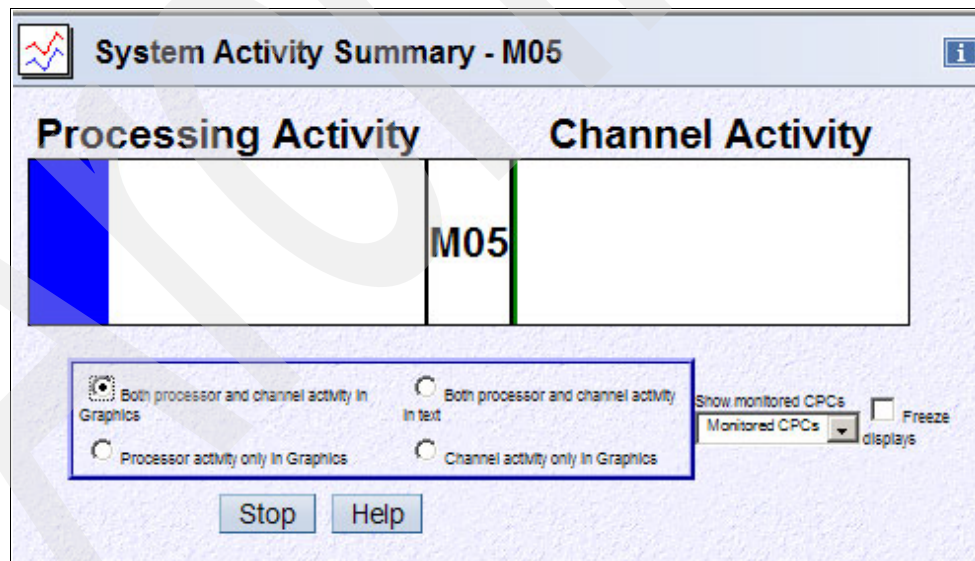 System Activity Summary - M05
i
Processing Activity Channel Activity
M05
Both processor and channel activity in
Graphics
Both processor and channel activity
in text
Processor activity only in Graphics
Channel activity only in Graphics
Show monitored CPCs
Monitored CPCs
Freeze
displays
Stop Help